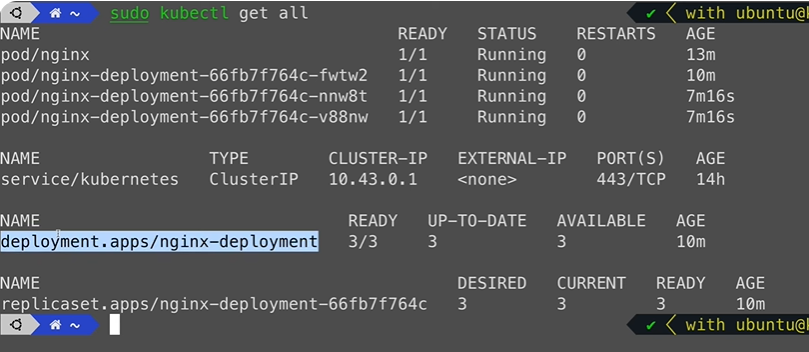 ~ sudo kubectl get all ✔ with ubuntu@
NAME READY STATUS RESTARTS AGE
pod/nginx 1/1 Running 0 13m
pod/nginx-deployment-66fb7f764c-fwtw2 1/1 Running 0 10m
pod/nginx-deployment-66fb7f764c-nnw8t 1/1 Running 0 7m16s
pod/nginx-deployment-66fb7f764c-v88nw 1/1 Running 0 7m16s
NAME TYPE CLUSTER-IP EXTERNAL-IP PORT(S) AGE
service/kubernetes ClusterIP 10.43.0.1 <none> 443/TCP 14h
NAME READY UP-TO-DATE AVAILABLE AGE
deployment.apps/nginx-deployment 3/3 3 3 10m
NAME DESIRED CURRENT READY AGE
replicaset.apps/nginx-deployment-66fb7f764c 3 3 3 10m
~ ✔ with ubuntu@